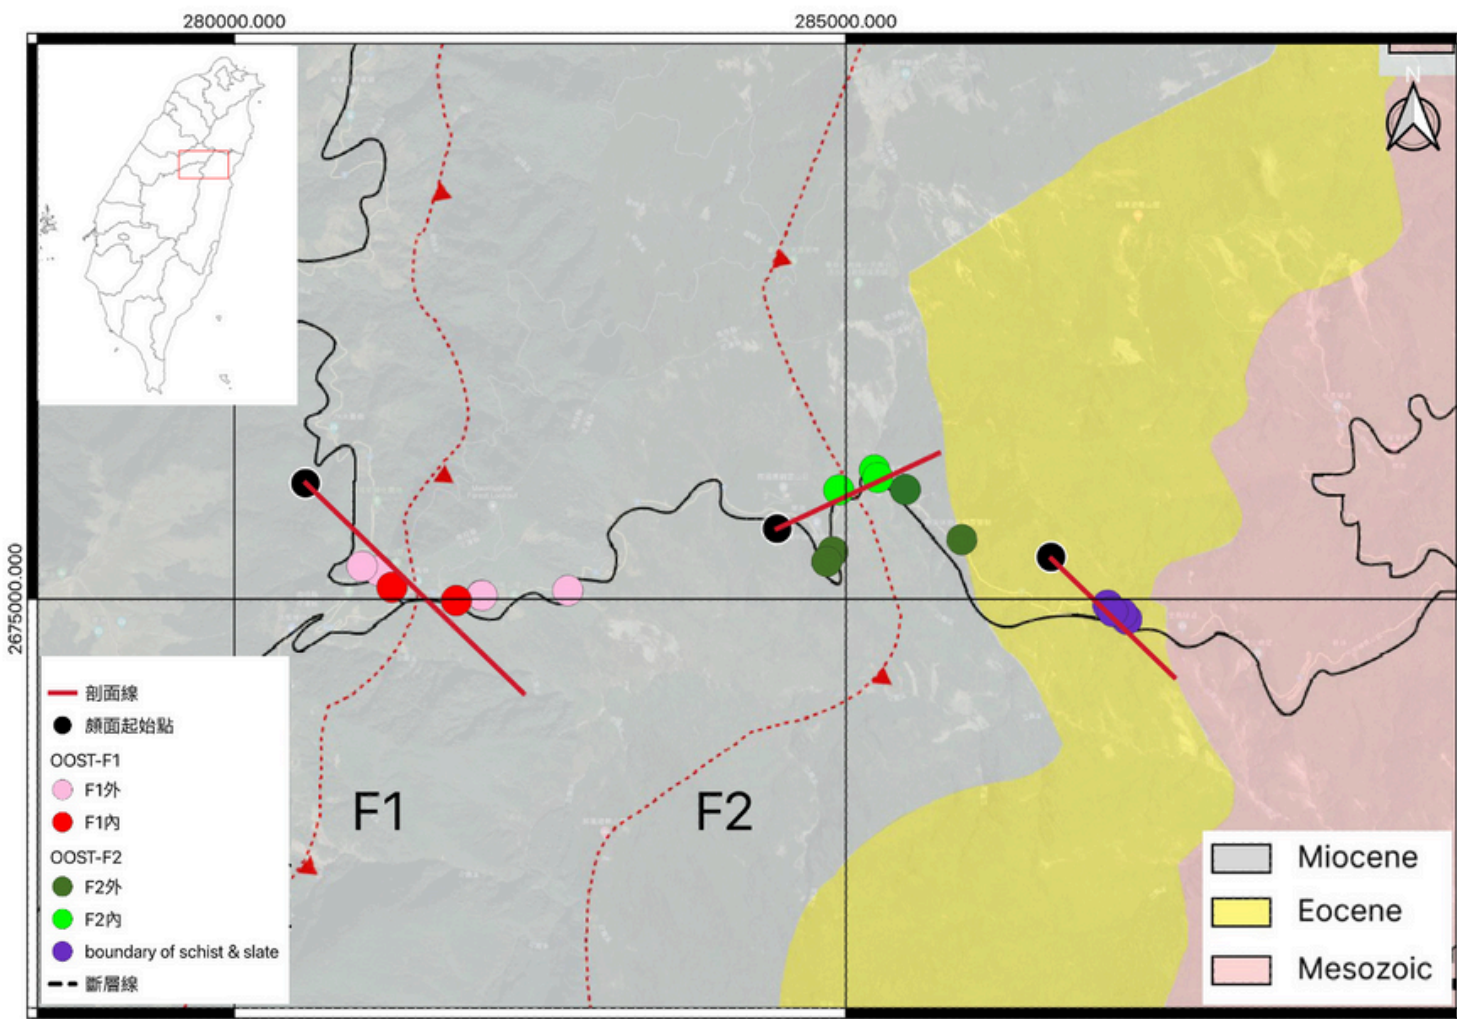 280000.000
285000.000
N
2675000.000
F1
F2
剖面線
頗面起始點
OOST-F1
F1外
F1內
OOST-F2
F2外
F2內
boundary of schist & slate
斷層線
Miocene
Eocene
Mesozoic